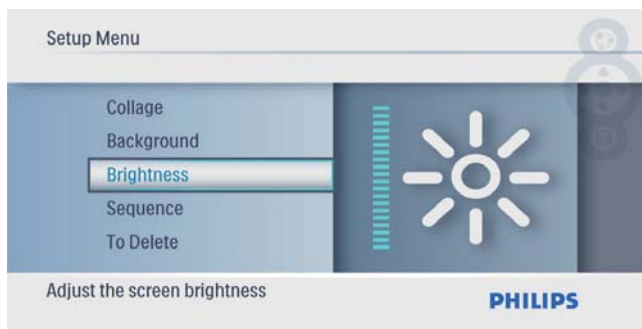 Setup Menu
Collage
Background
Brightness
Sequence
To Delete
Adjust the screen brightness
PHILIPS